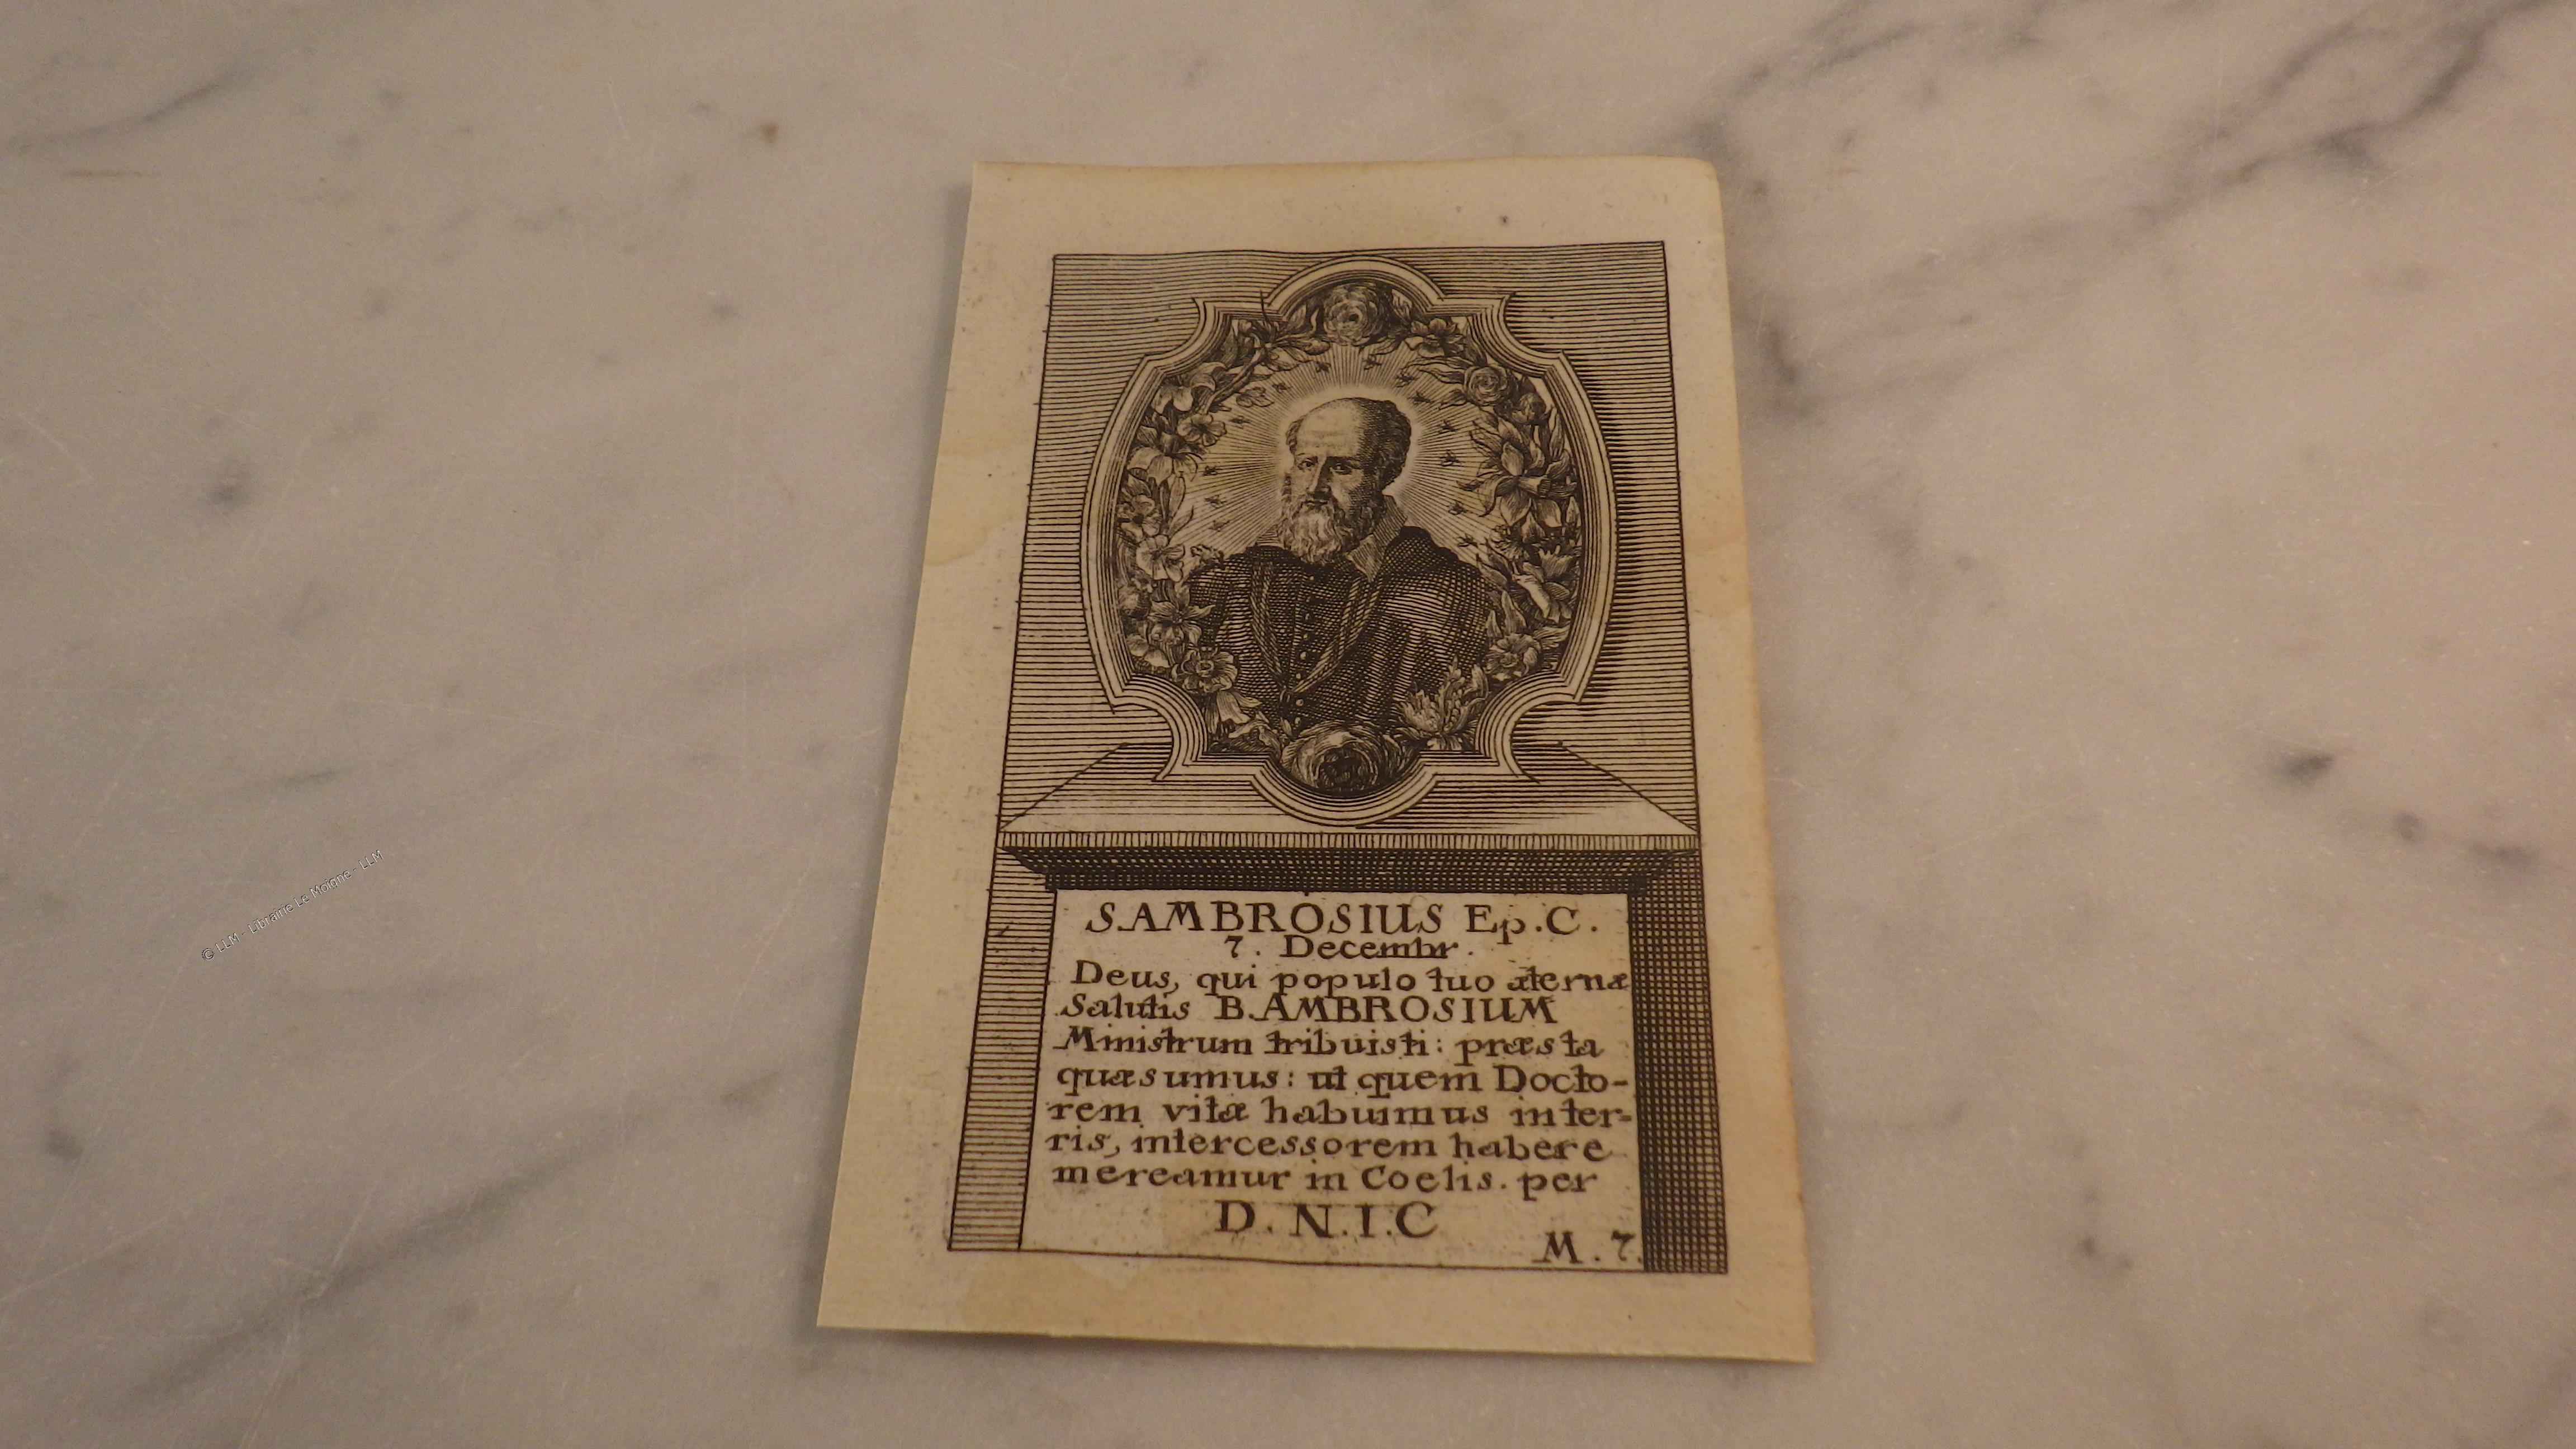 S. AMBROSIUS Ep. C.
7. Decembr.
Deus, qui populo tuo æternæ
Salutis B. AMBROSIUM
Ministrum tribuisti: præsta
quæsumus: ut quem Docto-
rem vitæ habuimus in ter-
ris, intercessorem habere
mereamur in Coelis. per
D. N. I. C
M. 7.
© LLM - Librairie Le Moigne - LLM